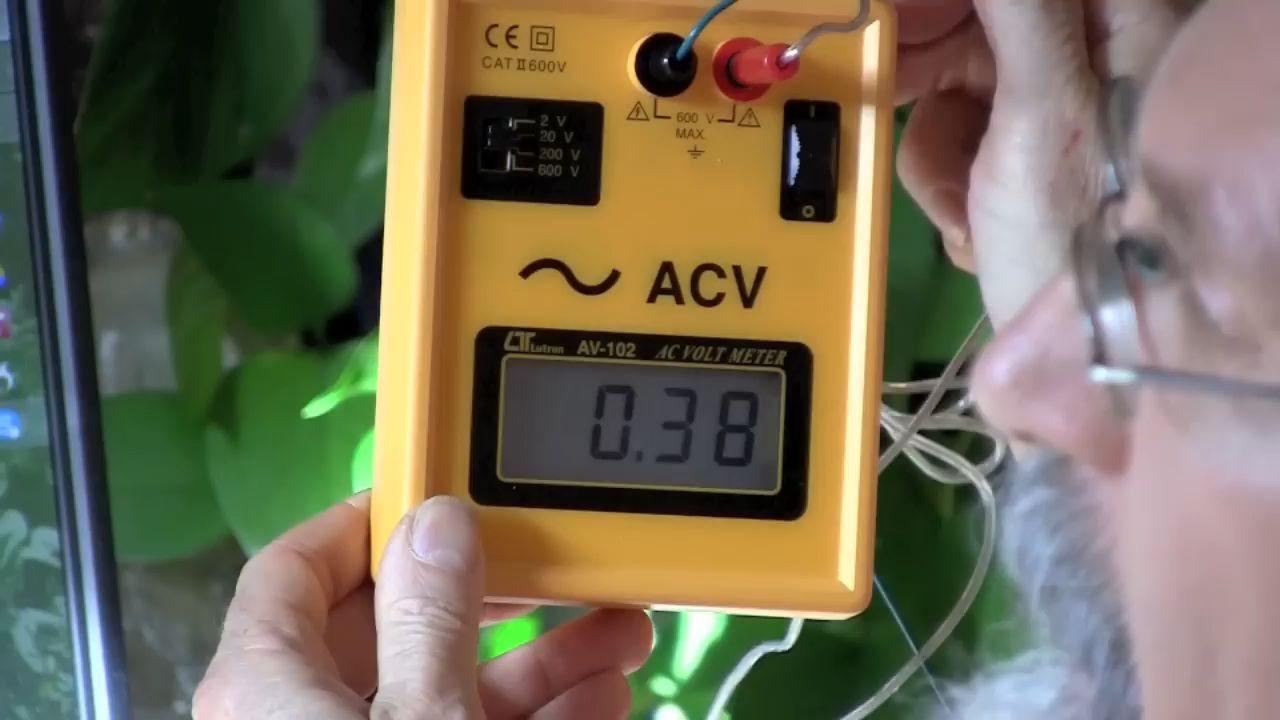 CE
CAT II 600V
2 V
20 V
200 V
600 V
600 V
MAX.
ACV
Lutron AV-102 AC VOLT METER
0.38